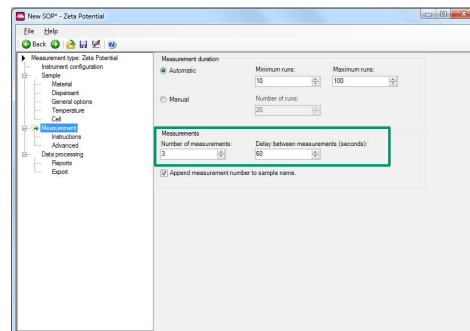 New SOP* - Zeta Potential
File Help
Back
Measurement type: Zeta Potential
Instrument configuration
Sample
Material
Dispersant
General options
Temperature
Cell
Measurement
Instructions
Advanced
Data processing
Reports
Export
Measurement duration
Automatic
Minimum runs:
Maximum runs:
10
100
Manual
Number of runs:
20
Measurements
Number of measurements:
Delay between measurements (seconds):
3
60
Append measurement number to sample name.